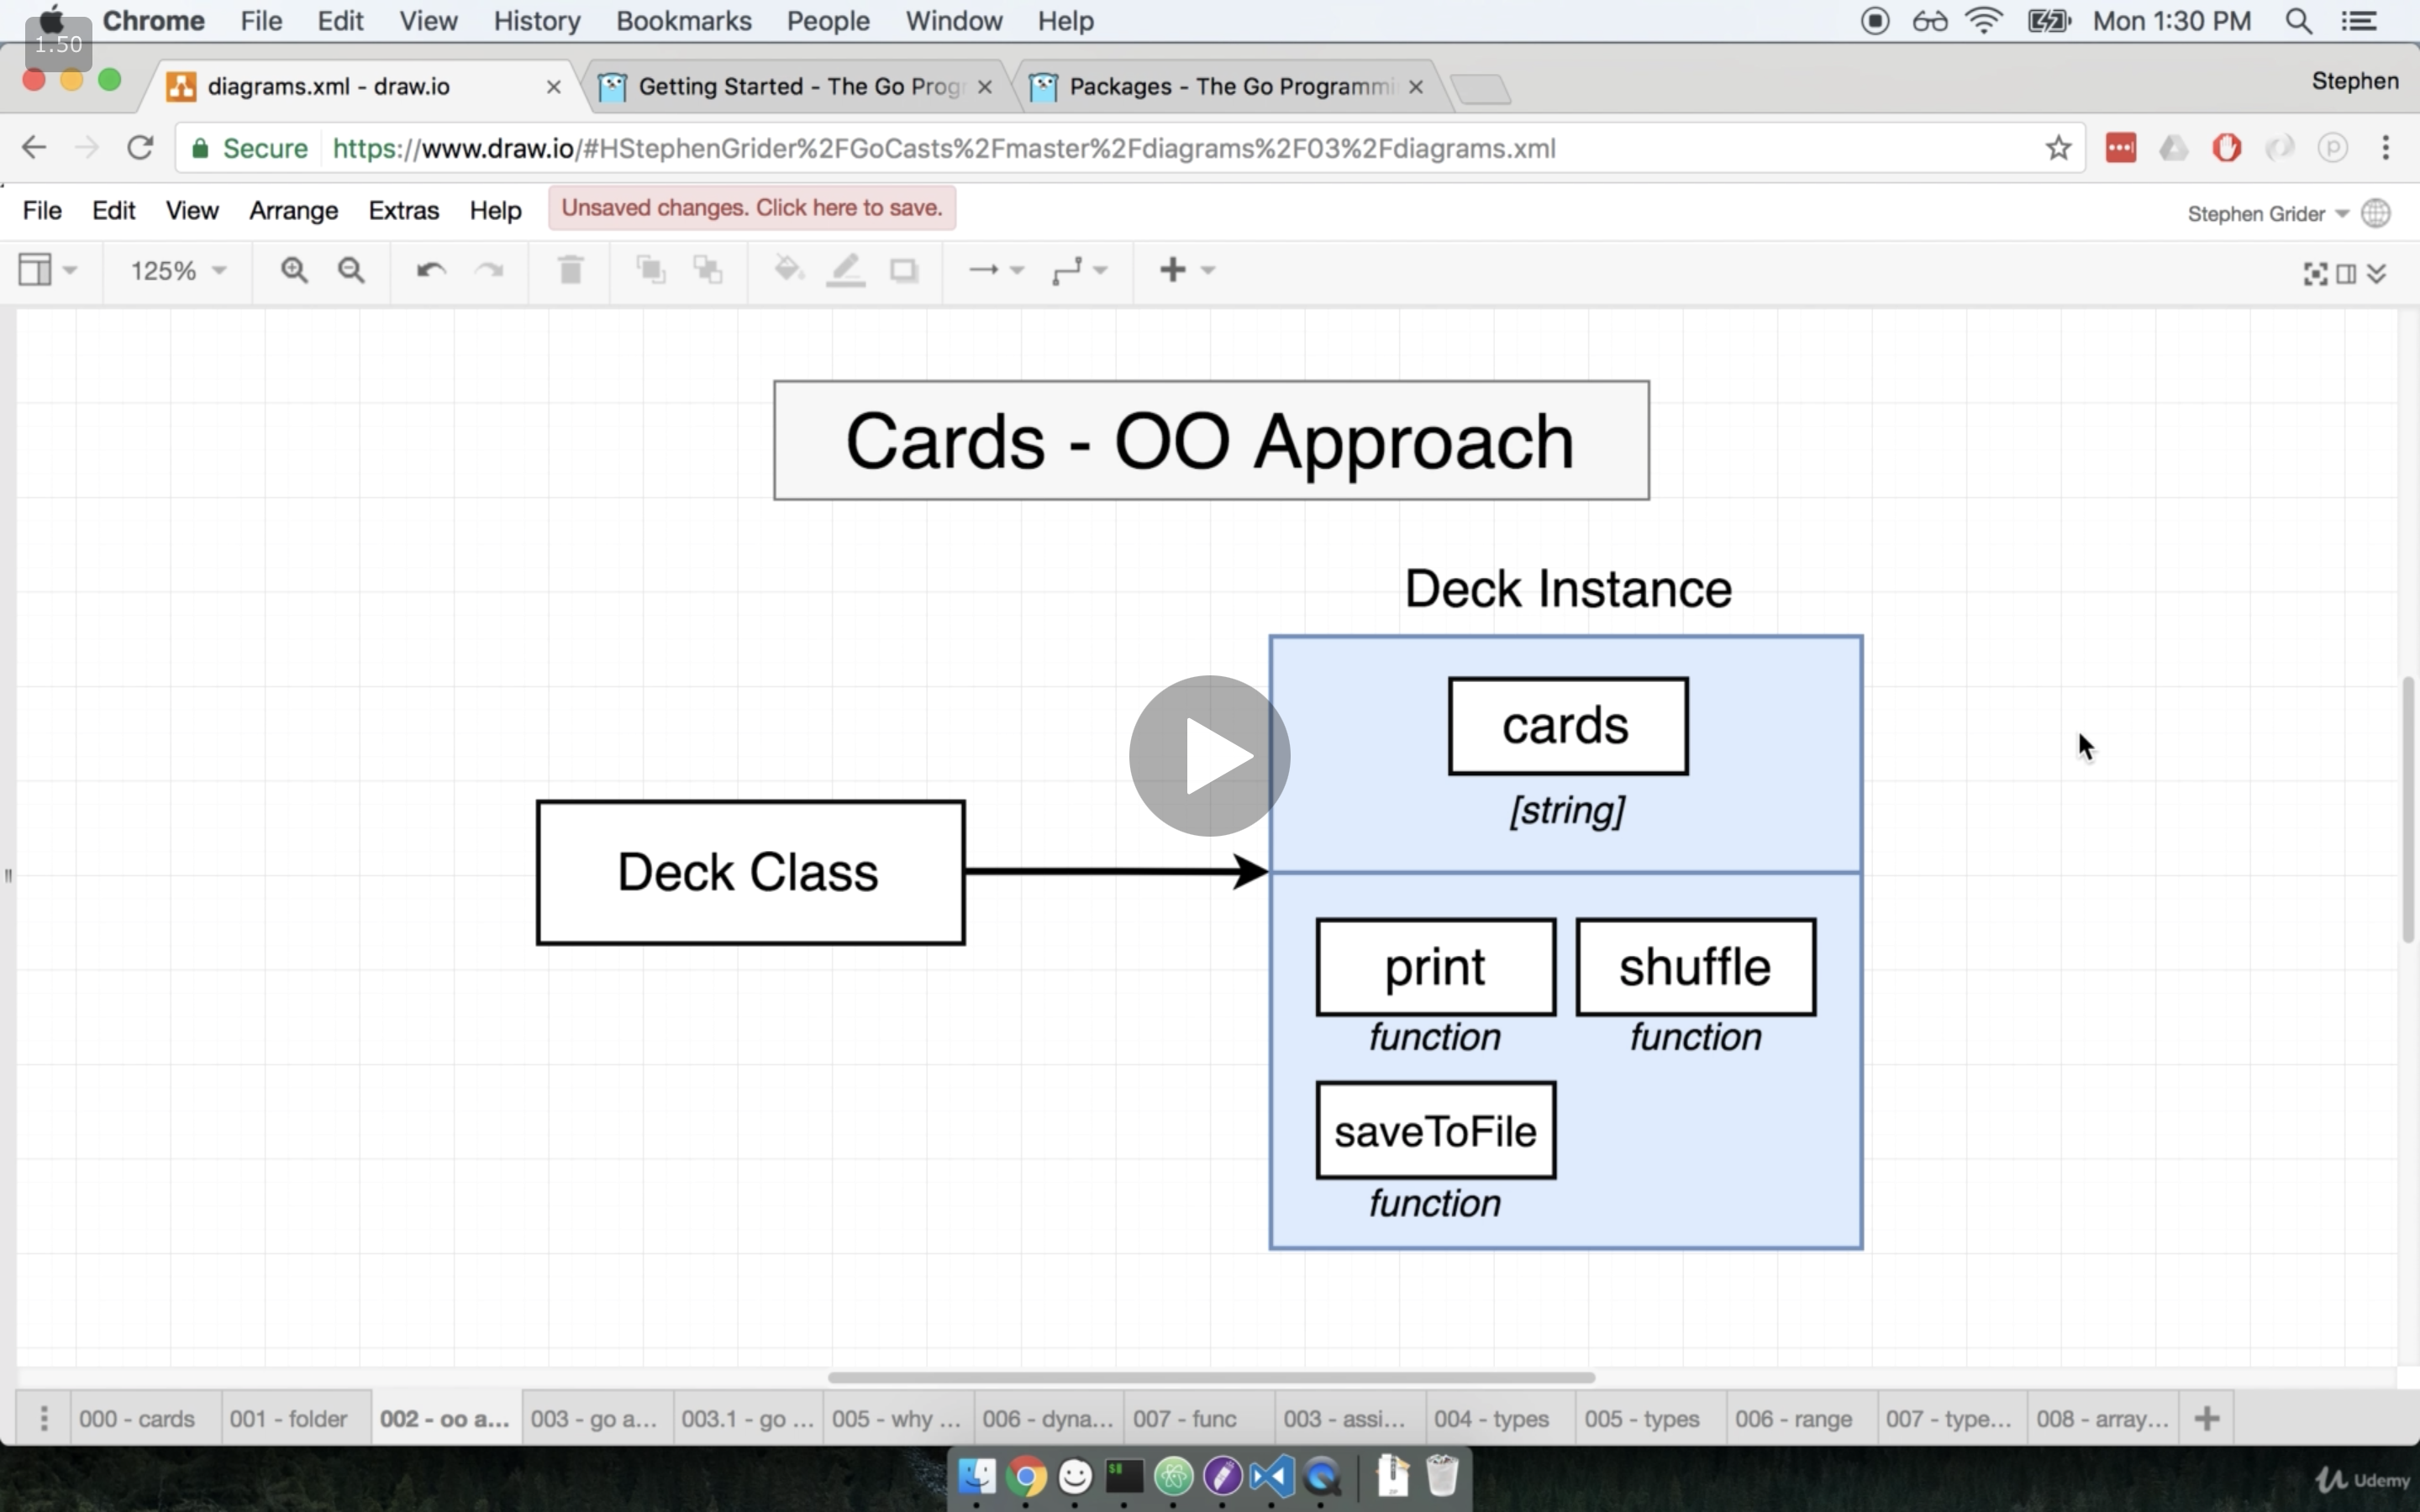 Chrome File Edit View History Bookmarks People Window Help Mon 1:30 PM
1.50
diagrams.xml - draw.io Getting Started - The Go Prog Packages - The Go Programmi Stephen
Secure https://www.draw.io/#HStephenGrider%2FGoCasts%2Fmaster%2Fdiagrams%2F03%2Fdiagrams.xml
File Edit View Arrange Extras Help Unsaved changes. Click here to save. Stephen Grider
125%
Cards - OO Approach
Deck Instance
cards
[string]
Deck Class
print shuffle
function function
saveToFile
function
000 - cards 001 - folder 002 - oo a... 003 - go a... 003.1 - go ... 005 - why ... 006 - dyna... 007 - func 003 - assi... 004 - types 005 - types 006 - range 007 - type... 008 - array...
Udemy